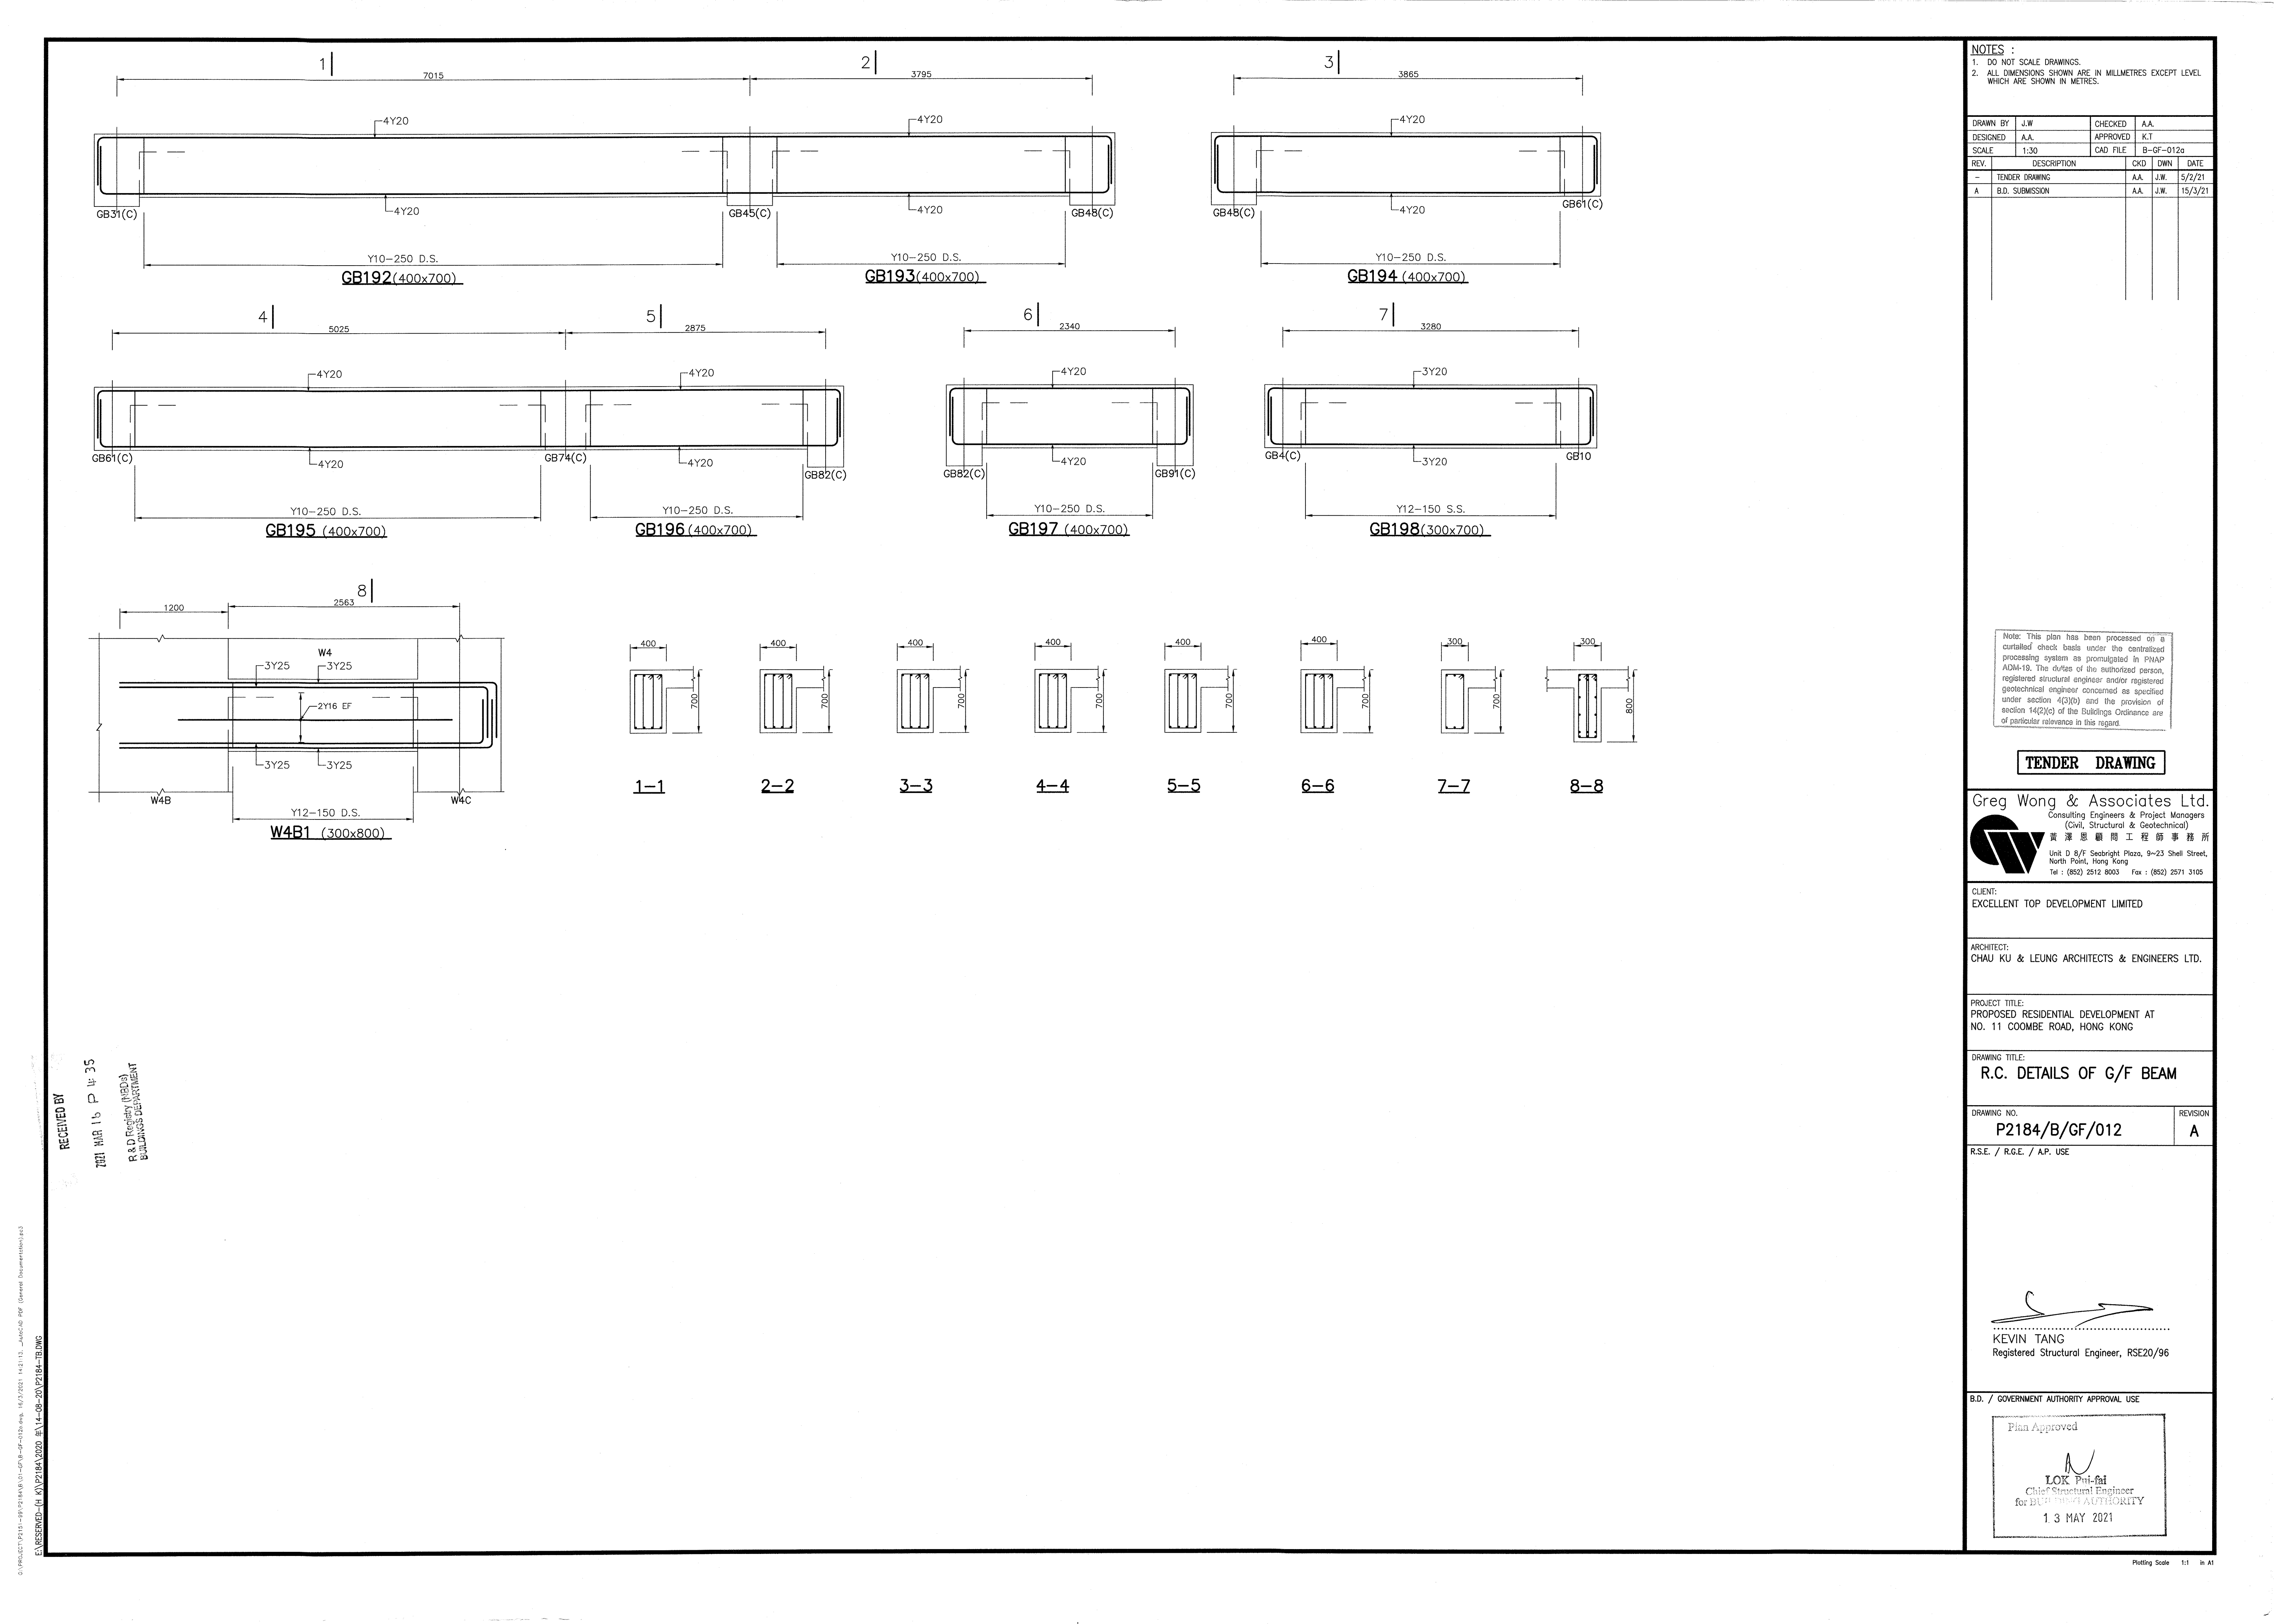 1
7015
2
3795
3
3865
4Y20
4Y20
4Y20
GB31(C)
4Y20
GB45(C)
4Y20
GB48(C)
GB48(C)
4Y20
GB61(C)
Y10-250 D.S.
Y10-250 D.S.
Y10-250 D.S.
GB192(400x700)
GB193(400x700)
GB194 (400x700)
4
5025
5
2875
6
2340
7
3280
4Y20
4Y20
4Y20
3Y20
GB61(C)
4Y20
GB74(C)
4Y20
GB82(C)
GB82(C)
4Y20
GB91(C)
GB4(C)
3Y20
GB10
Y10-250 D.S.
Y10-250 D.S.
Y10-250 D.S.
Y12-150 S.S.
GB195 (400x700)
GB196 (400x700)
GB197 (400x700)
GB198(300x700)
8
1200
2563
W4
3Y25
3Y25
2Y16 EF
3Y25
3Y25
W4B
W4C
Y12-150 D.S.
W4B1 (300x800)
400
700
1-1
400
700
2-2
400
700
3-3
400
700
4-4
400
700
5-5
400
700
6-6
300
700
7-7
300
800
8-8
RECEIVED BY
2021 MAR 16 P 4: 35
R & D Registry (NBDs)
BUILDINGS DEPARTMENT
E:\RESERVED-(H K)\P2184\2020 年\14-08-20\P2184-TB.DWG
NOTES :
1. DO NOT SCALE DRAWINGS.
2. ALL DIMENSIONS SHOWN ARE IN MILLMETRES EXCEPT LEVEL
WHICH ARE SHOWN IN METRES.
DRAWN BY J.W CHECKED A.A.
DESIGNED A.A. APPROVED K.T
SCALE 1:30 CAD FILE B-GF-012a
REV. DESCRIPTION CKD DWN DATE
- TENDER DRAWING A.A. J.W. 5/2/21
A B.D. SUBMISSION A.A. J.W. 15/3/21
Note: This plan has been processed on a
curtailed check basis under the centralized
processing system as promulgated in PNAP
ADM-19. The duties of the authorized person,
registered structural engineer and/or registered
geotechnical engineer concerned as specified
under section 4(3)(b) and the provision of
section 14(2)(c) of the Buildings Ordinance are
of particular relevance in this regard.
TENDER DRAWING
Greg Wong & Associates Ltd.
Consulting Engineers & Project Managers
(Civil, Structural & Geotechnical)
黃 澤 恩 顧 問 工 程 師 事 務 所
Unit D 8/F Seabright Plaza, 9~23 Shell Street,
North Point, Hong Kong
Tel : (852) 2512 8003 Fax : (852) 2571 3105
CLIENT:
EXCELLENT TOP DEVELOPMENT LIMITED
ARCHITECT:
CHAU KU & LEUNG ARCHITECTS & ENGINEERS LTD.
PROJECT TITLE:
PROPOSED RESIDENTIAL DEVELOPMENT AT
NO. 11 COOMBE ROAD, HONG KONG
DRAWING TITLE:
R.C. DETAILS OF G/F BEAM
DRAWING NO.
P2184/B/GF/012
REVISION
A
R.S.E. / R.G.E. / A.P. USE
KEVIN TANG
Registered Structural Engineer, RSE20/96
B.D. / GOVERNMENT AUTHORITY APPROVAL USE
Plan Approved
LOK Pui-fai
Chief Structural Engineer
for BUILDING AUTHORITY
13 MAY 2021
Plotting Scale 1:1 in A1